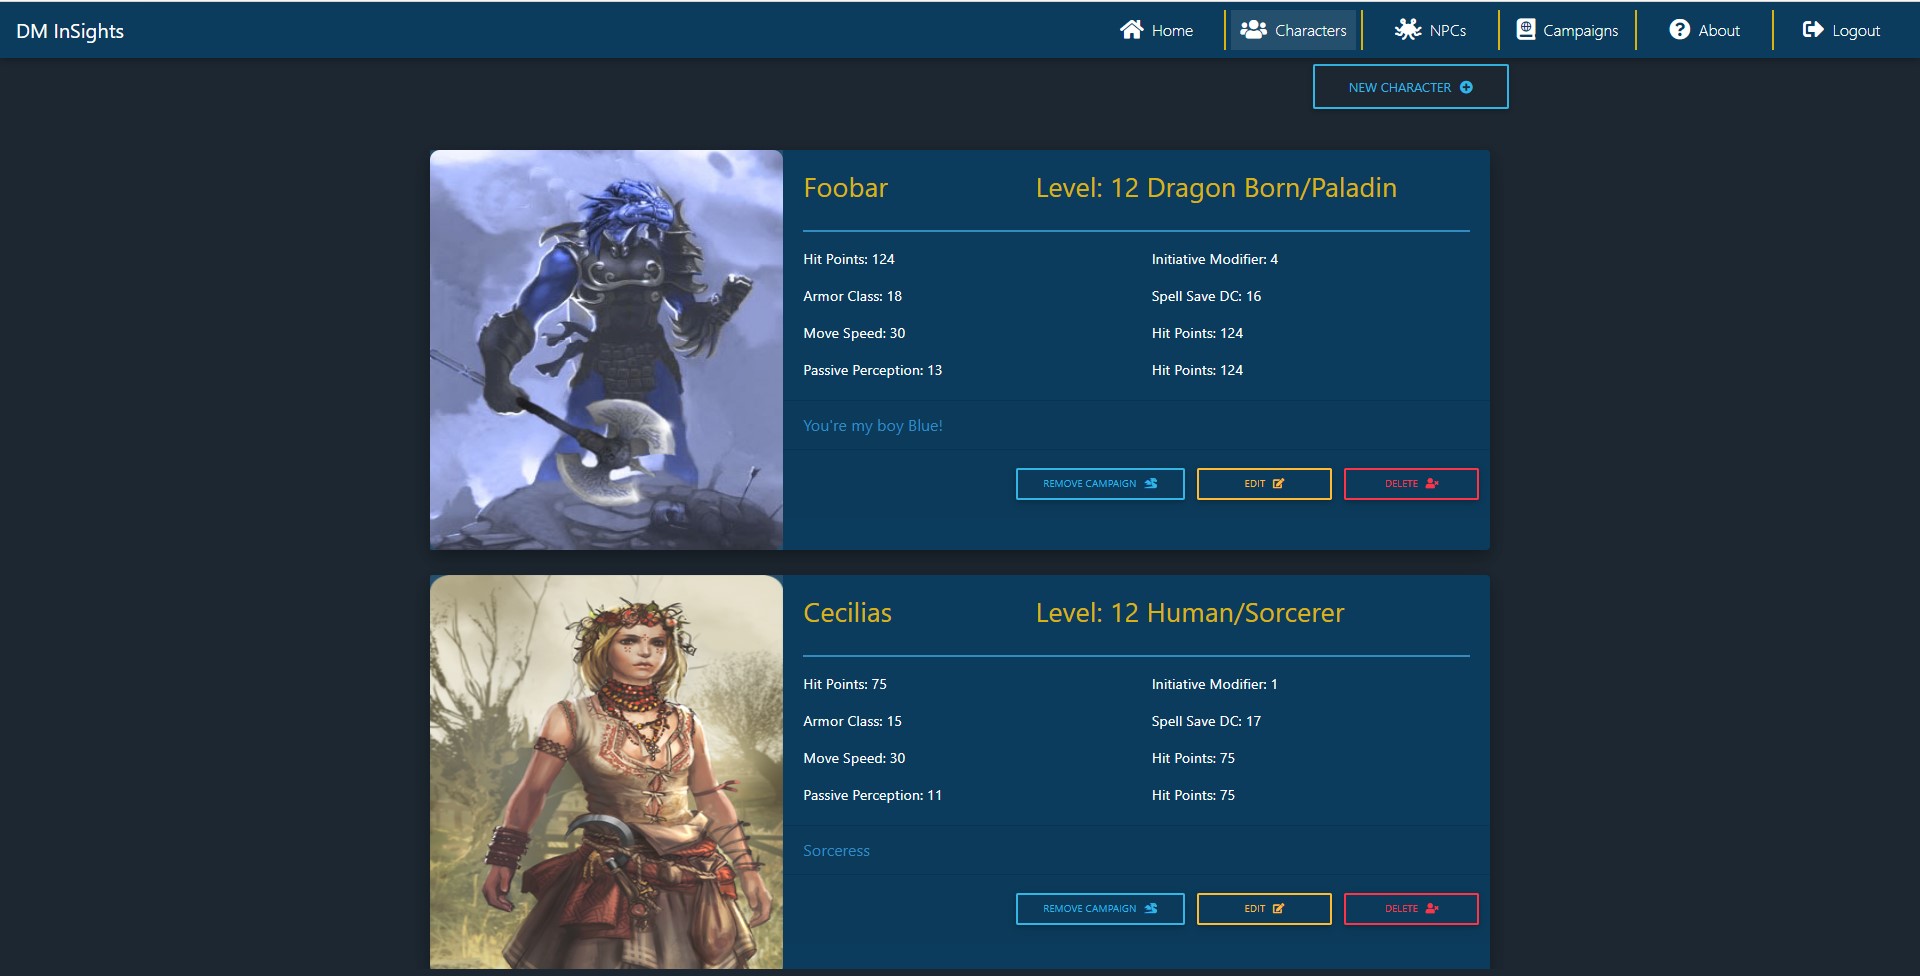 DM InSights Home Characters NPCs Campaigns About Logout
NEW CHARACTER
Foobar Level: 12 Dragon Born/Paladin
Hit Points: 124 Initiative Modifier: 4
Armor Class: 18 Spell Save DC: 16
Move Speed: 30 Hit Points: 124
Passive Perception: 13 Hit Points: 124
You're my boy Blue!
REMOVE CAMPAIGN EDIT DELETE
Cecilias Level: 12 Human/Sorcerer
Hit Points: 75 Initiative Modifier: 1
Armor Class: 15 Spell Save DC: 17
Move Speed: 30 Hit Points: 75
Passive Perception: 11 Hit Points: 75
Sorceress
REMOVE CAMPAIGN EDIT DELETE